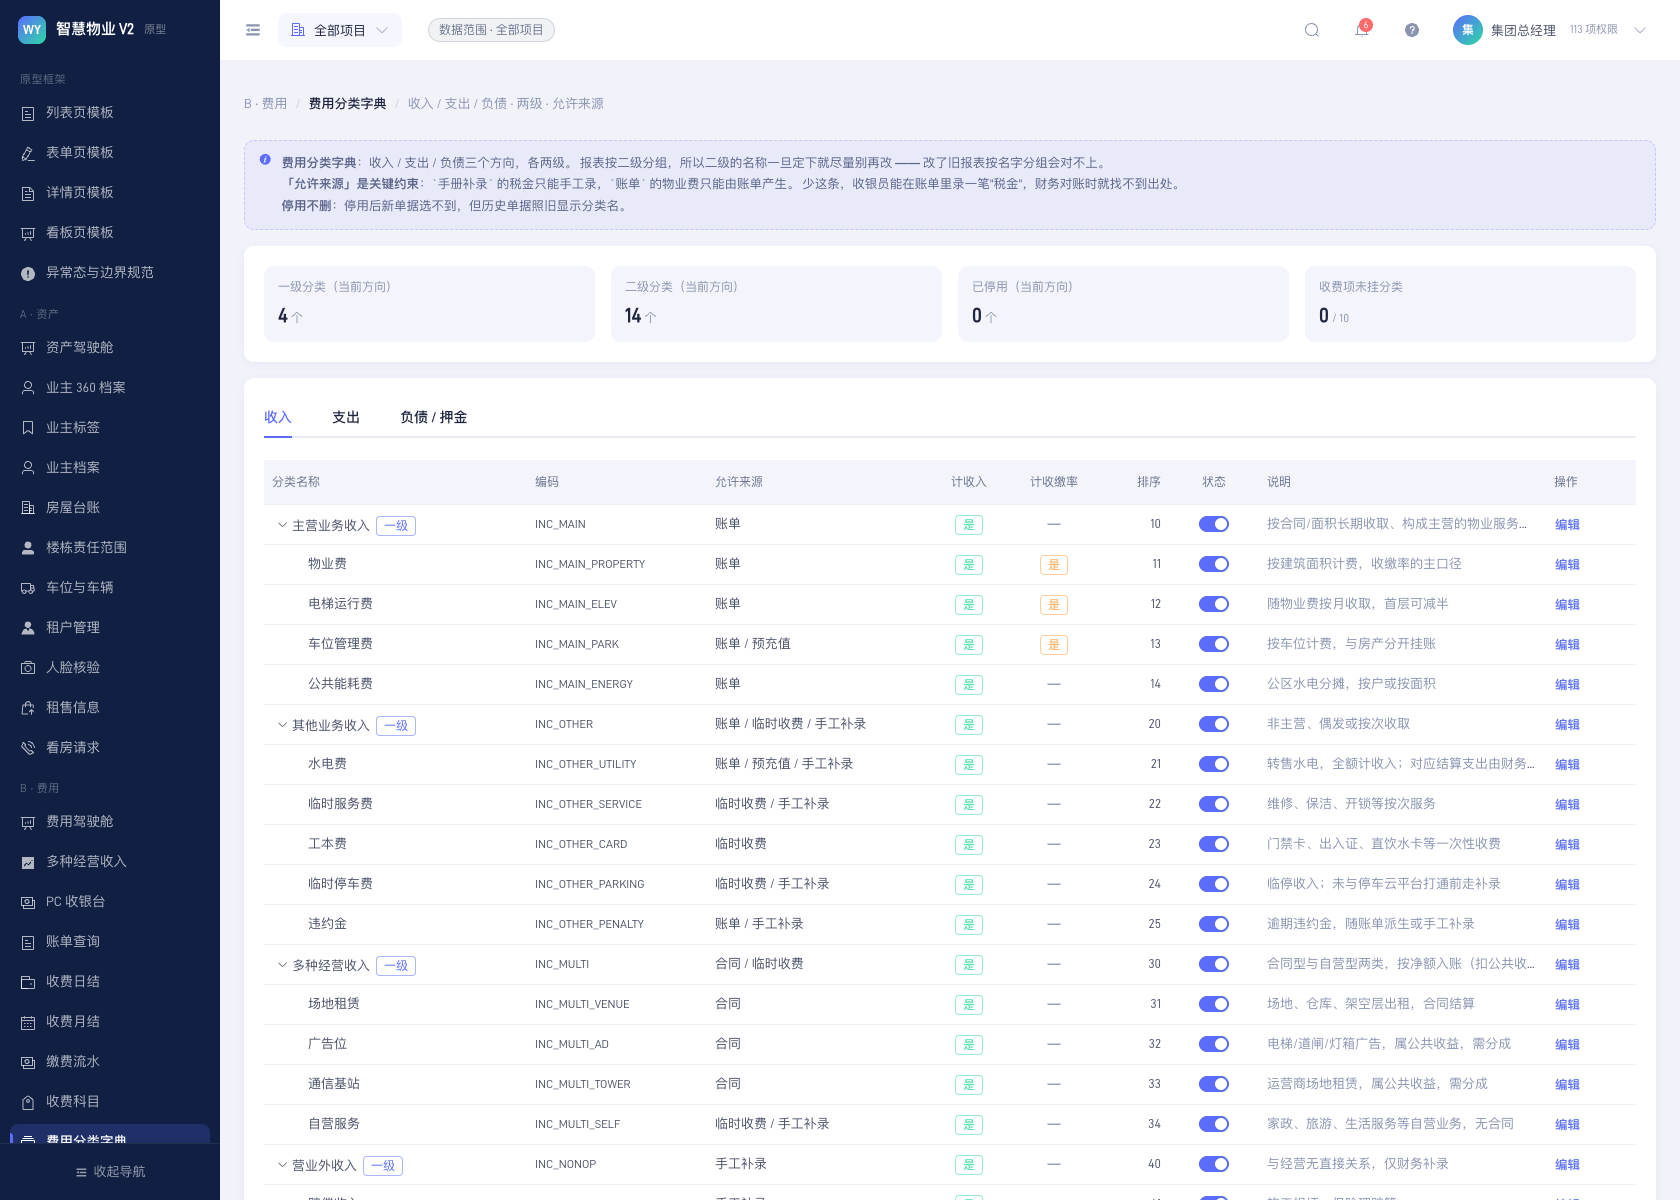 WY 智慧物业 V2 原型
原型框架
列表页模板
表单页模板
详情页模板
看板页模板
异常态与边界规范
A · 资产
资产驾驶舱
业主 360 档案
业主标签
业主档案
房屋台账
楼栋责任范围
车位与车辆
租户管理
人脸核验
租售信息
看房请求
B · 费用
费用驾驶舱
多种经营收入
PC 收银台
账单查询
收费日结
收费月结
缴费流水
收费科目
费用分类字典
收起导航
全部项目
数据范围 · 全部项目
6
集 集团总经理 113 项权限
B · 费用 / 费用分类字典 / 收入 / 支出 / 负债 · 两级 · 允许来源
费用分类字典：收入 / 支出 / 负债三个方向，各两级。报表按二级分组，所以二级的名称一旦定下就尽量别再改 —— 改了旧报表按名字分组会对不上。
「允许来源」是关键约束：`手册补录` 的税金只能手工录，`账单` 的物业费只能由账单产生。少这条，收银员能在账单里录一笔"税金"，财务对账时就找不到出处。
停用不删：停用后新单据选不到，但历史单据照旧显示分类名。
一级分类（当前方向）
4 个
二级分类（当前方向）
14 个
已停用（当前方向）
0 个
收费项未挂分类
0 / 10
收入 支出 负债 / 押金
分类名称 编码 允许来源 计收入 计收缴率 排序 状态 说明 操作
主营业务收入 一级 INC_MAIN 账单 是 — 10 按合同/面积长期收取、构成主营的物业服务... 编辑
物业费 INC_MAIN_PROPERTY 账单 是 是 11 按建筑面积计费，收缴率的主口径 编辑
电梯运行费 INC_MAIN_ELEV 账单 是 是 12 随物业费按月收取，首层可减半 编辑
车位管理费 INC_MAIN_PARK 账单 / 预充值 是 是 13 按车位计费，与房产分开挂账 编辑
公共能耗费 INC_MAIN_ENERGY 账单 是 — 14 公区水电分摊，按户或按面积 编辑
其他业务收入 一级 INC_OTHER 账单 / 临时收费 / 手工补录 是 — 20 非主营、偶发或按次收取 编辑
水电费 INC_OTHER_UTILITY 账单 / 预充值 / 手工补录 是 — 21 转售水电，全额计收入；对应结算支出由财务... 编辑
临时服务费 INC_OTHER_SERVICE 临时收费 / 手工补录 是 — 22 维修、保洁、开锁等按次服务 编辑
工本费 INC_OTHER_CARD 临时收费 是 — 23 门禁卡、出入证、直饮水卡等一次性收费 编辑
临时停车费 INC_OTHER_PARKING 临时收费 / 手工补录 是 — 24 临停收入；未与停车云平台打通前走补录 编辑
违约金 INC_OTHER_PENALTY 账单 / 手工补录 是 — 25 逾期违约金，随账单派生或手工补录 编辑
多种经营收入 一级 INC_MULTI 合同 / 临时收费 是 — 30 合同型与自营型两类，按净额入账（扣公共收... 编辑
场地租赁 INC_MULTI_VENUE 合同 是 — 31 场地、仓库、架空层出租，合同结算 编辑
广告位 INC_MULTI_AD 合同 是 — 32 电梯/道闸/灯箱广告，属公共收益，需分成 编辑
通信基站 INC_MULTI_TOWER 合同 是 — 33 运营商场地租赁，属公共收益，需分成 编辑
自营服务 INC_MULTI_SELF 临时收费 / 手工补录 是 — 34 家政、旅游、生活服务等自营业务，无合同 编辑
营业外收入 一级 INC_NONOP 手工补录 是 — 40 与经营无直接关系，仅财务补录 编辑